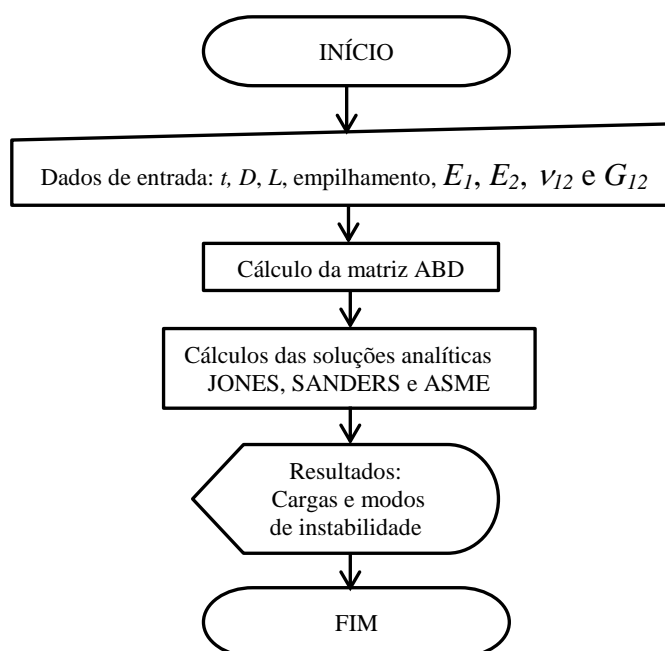 INÍCIO
Dados de entrada: t, D, L, empilhamento, E1, E2, ν12 e G12
Cálculo da matriz ABD
Cálculos das soluções analíticas
JONES, SANDERS e ASME
Resultados:
Cargas e modos
de instabilidade
FIM